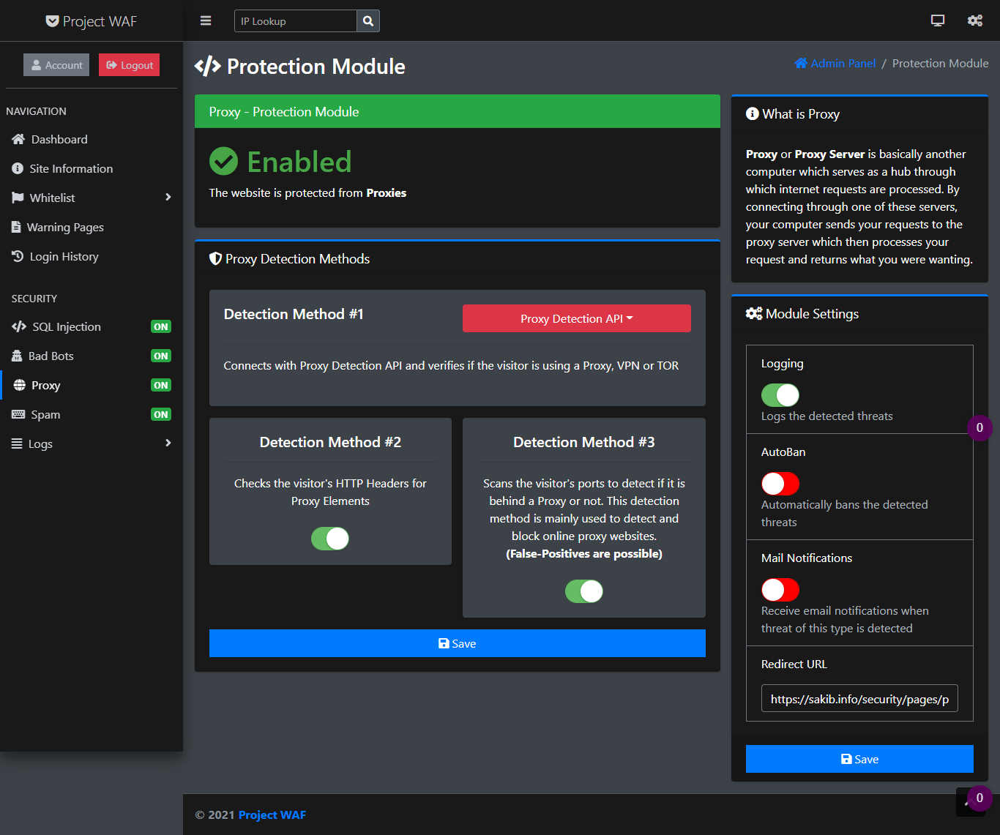 Project WAF
IP Lookup
Account
Logout
NAVIGATION
Dashboard
Site Information
Whitelist
Warning Pages
Login History
SECURITY
SQL Injection ON
Bad Bots ON
Proxy ON
Spam ON
Logs
Protection Module
Admin Panel / Protection Module
Proxy - Protection Module
Enabled
The website is protected from Proxies
Proxy Detection Methods
Detection Method #1
Proxy Detection API
Connects with Proxy Detection API and verifies if the visitor is using a Proxy, VPN or TOR
Detection Method #2
Checks the visitor's HTTP Headers for
Proxy Elements
Detection Method #3
Scans the visitor's ports to detect if it is
behind a Proxy or not. This detection
method is mainly used to detect and
block online proxy websites.
(False-Positives are possible)
Save
What is Proxy
Proxy or Proxy Server is basically another
computer which serves as a hub through
which internet requests are processed. By
connecting through one of these servers,
your computer sends your requests to the
proxy server which then processes your
request and returns what you were wanting.
Module Settings
Logging
Logs the detected threats
0
AutoBan
Automatically bans the detected
threats
Mail Notifications
Receive email notifications when
threat of this type is detected
Redirect URL
https://sakib.info/security/pages/p
Save
0
© 2021 Project WAF